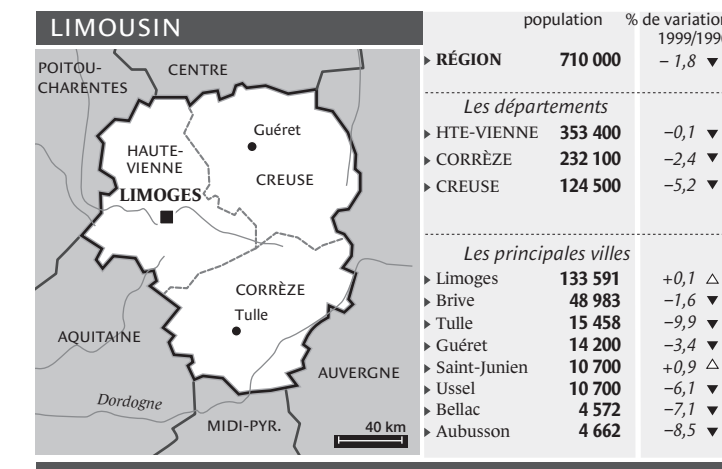 LIMOUSIN
POITOU-
CHARENTES
CENTRE
Guéret
HAUTE-
VIENNE
CREUSE
LIMOGES
CORRÈZE
Tulle
AQUITAINE
AUVERGNE
Dordogne
MIDI-PYR.
40 km
population % de variation
1999/1990
RÉGION 710 000 – 1,8 ▼
Les départements
HTE-VIENNE 353 400 –0,1 ▼
CORRÈZE 232 100 –2,4 ▼
CREUSE 124 500 –5,2 ▼
Les principales villes
Limoges 133 591 +0,1 △
Brive 48 983 –1,6 ▼
Tulle 15 458 –9,9 ▼
Guéret 14 200 –3,4 ▼
Saint-Junien 10 700 +0,9 △
Ussel 10 700 –6,1 ▼
Bellac 4 572 –7,1 ▼
Aubusson 4 662 –8,5 ▼